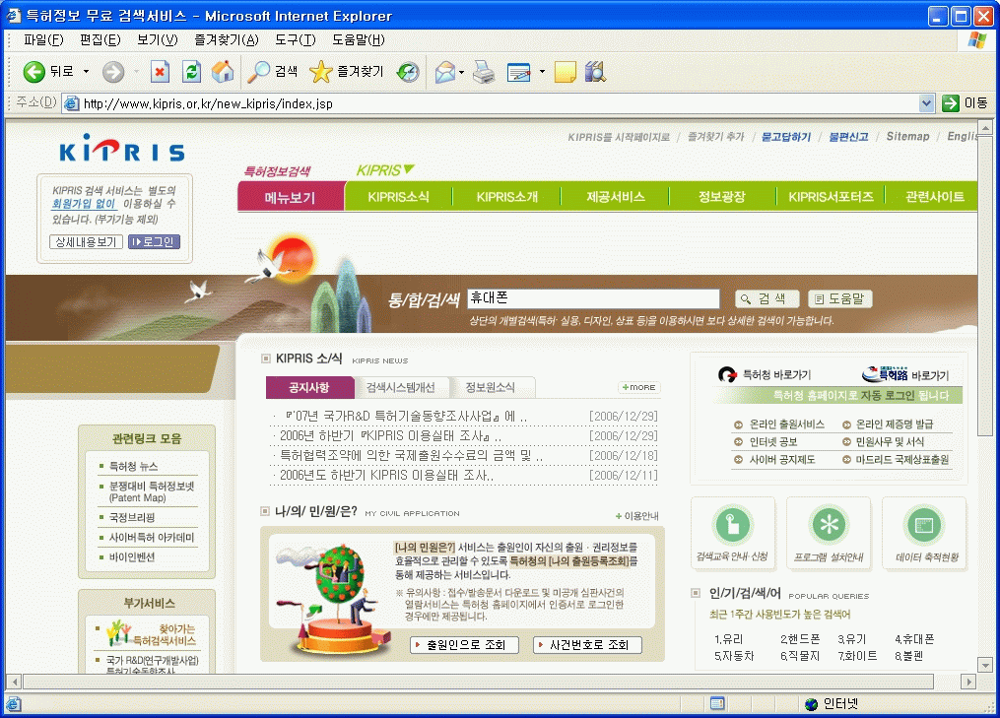 특허정보 무료 검색서비스 - Microsoft Internet Explorer
파일(F) 편집(E) 보기(V) 즐겨찾기(A) 도구(T) 도움말(H)
뒤로 검색 즐겨찾기
주소(D) http://www.kipris.or.kr/new_kipris/index.jsp 이동
KIPRIS를 시작페이지로 / 즐겨찾기 추가 / 묻고답하기 / 불편신고 / Sitemap / Englis
KIPRIS
특허정보검색 KIPRIS
메뉴보기 KIPRIS소식 KIPRIS소개 제공서비스 정보광장 KIPRIS서포터즈 관련사이트
KIPRIS 검색 서비스는 별도의
회원가입 없이 이용하실 수
있습니다. (부가기능 제외)
상세내용보기 로그인
통/합/검/색 휴대폰 검 색 도움말
상단의 개별검색(특허·실용, 디자인, 상표 등)을 이용하시면 보다 상세한 검색이 가능합니다.
KIPRIS 소/식 KIPRIS NEWS
공지사항 검색시스템개선 정보원소식 +MORE
· 『'07년 국가R&D 특허기술동향조사사업』 에 .. [2006/12/29]
· 2006년 하반기 『KIPRIS 이용실태 조사』 .. [2006/12/29]
· 특허협력조약에 의한 국제출원수수료의 금액 및 .. [2006/12/18]
· 2006년도 하반기 KIPRIS 이용실태 조사.. [2006/12/11]
특허청 바로가기 특허路 바로가기
특허청 홈페이지로 자동 로그인 됩니다
온라인 출원서비스 온라인 제증명 발급
인터넷 공보 민원사무 및 서식
사이버 공지제도 마드리드 국제상표출원
관련링크 모음
특허청 뉴스
분쟁대비 특허정보넷
(Patent Map)
국정브리핑
사이버특허 아카데미
바이인벤션
부가서비스
찾아가는
특허검색서비스
국가 R&D(연구개발사업)
특허기술동향조사
나/의/ 민/원/은? MY CIVIL APPLICATION + 이용안내
[나의 민원은?] 서비스는 출원인이 자신의 출원 · 권리정보를
효율적으로 관리할 수 있도록 특허청의 [나의 출원등록조회]를
통해 제공하는 서비스입니다.
※ 유의사항 : 접수/발송문서 다운로드 및 미공개 심판사건의
열람서비스는 특허청 홈페이지에서 인증서로 로그인한
경우에만 제공됩니다.
출원인으로 조회 사건번호로 조회
검색교육 안내·신청 프로그램 설치안내 데이터 축적현황
인/기/검/색/어 POPULAR QUERIES
최근 1주간 사용빈도가 높은 검색어
1.유리 2.핸드폰 3.유기 4.휴대폰
5.자동차 6.직물지 7.화이트 8.볼펜
인터넷